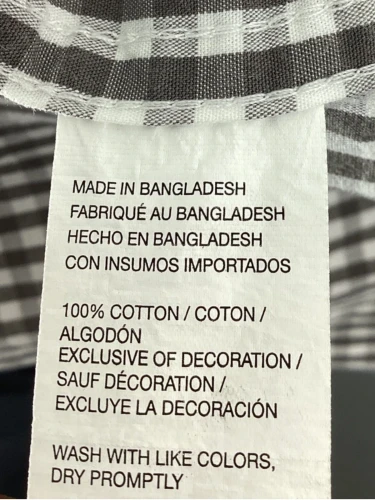 MADE IN BANGLADESH
FABRIQUÉ AU BANGLADESH
HECHO EN BANGLADESH
CON INSUMOS IMPORTADOS
100% COTTON / COTON /
ALGODÓN
EXCLUSIVE OF DECORATION /
SAUF DÉCORATION /
EXCLUYE LA DECORACIÓN
WASH WITH LIKE COLORS,
DRY PROMPTLY